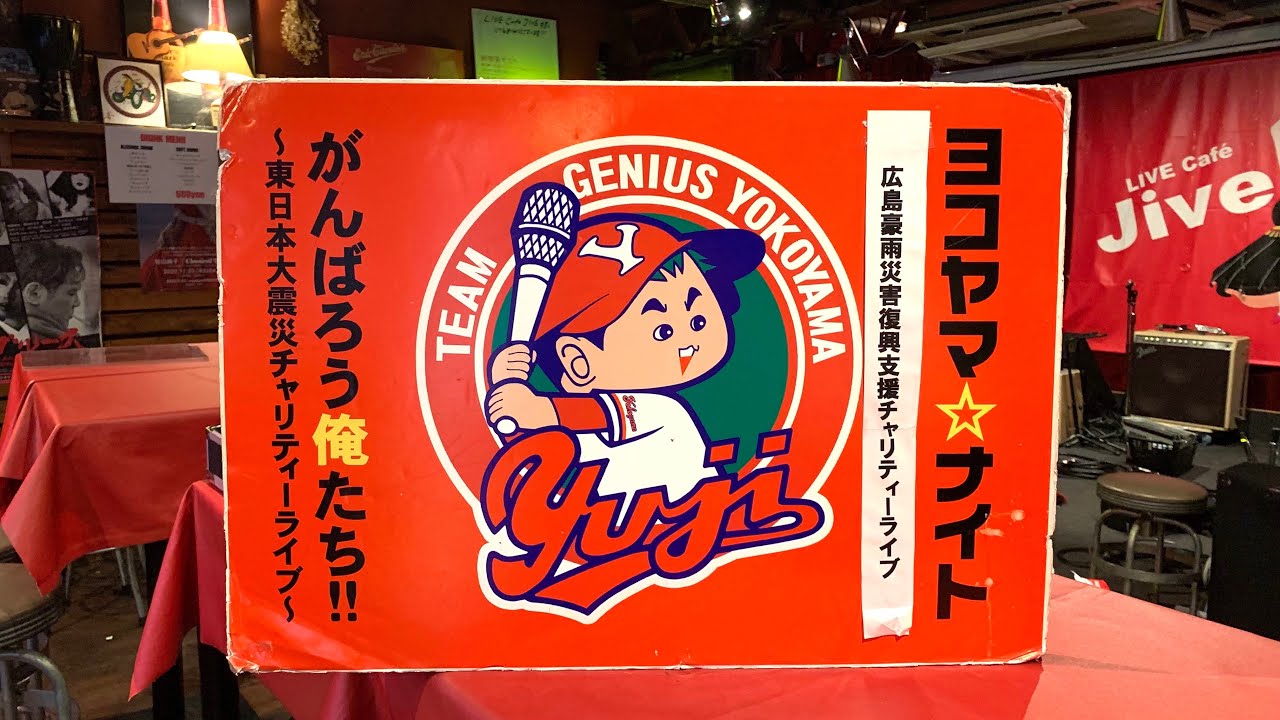 ヨコヤマ☆ナイト
広島豪雨災害復興支援チャリティーライブ
TEAM GENIUS YOKOYAMA
Y
yuji
がんばろう俺たち!!
~東日本大震災チャリティーライブ~
LIVE Café
Jive
DRINK MENU